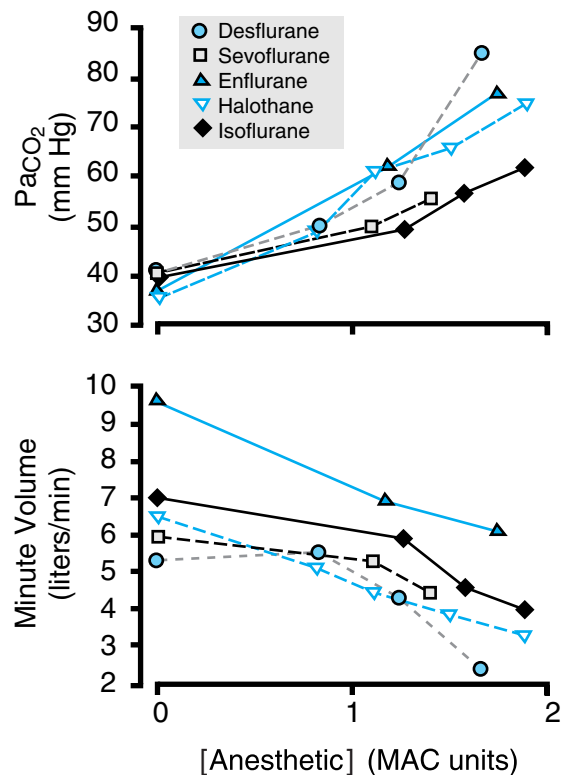 90
80
70
60
50
40
30
PaCO2
(mm Hg)
Desflurane
Sevoflurane
Enflurane
Halothane
Isoflurane
10
9
8
7
6
5
4
3
2
Minute Volume
(liters/min)
0
1
2
[Anesthetic] (MAC units)